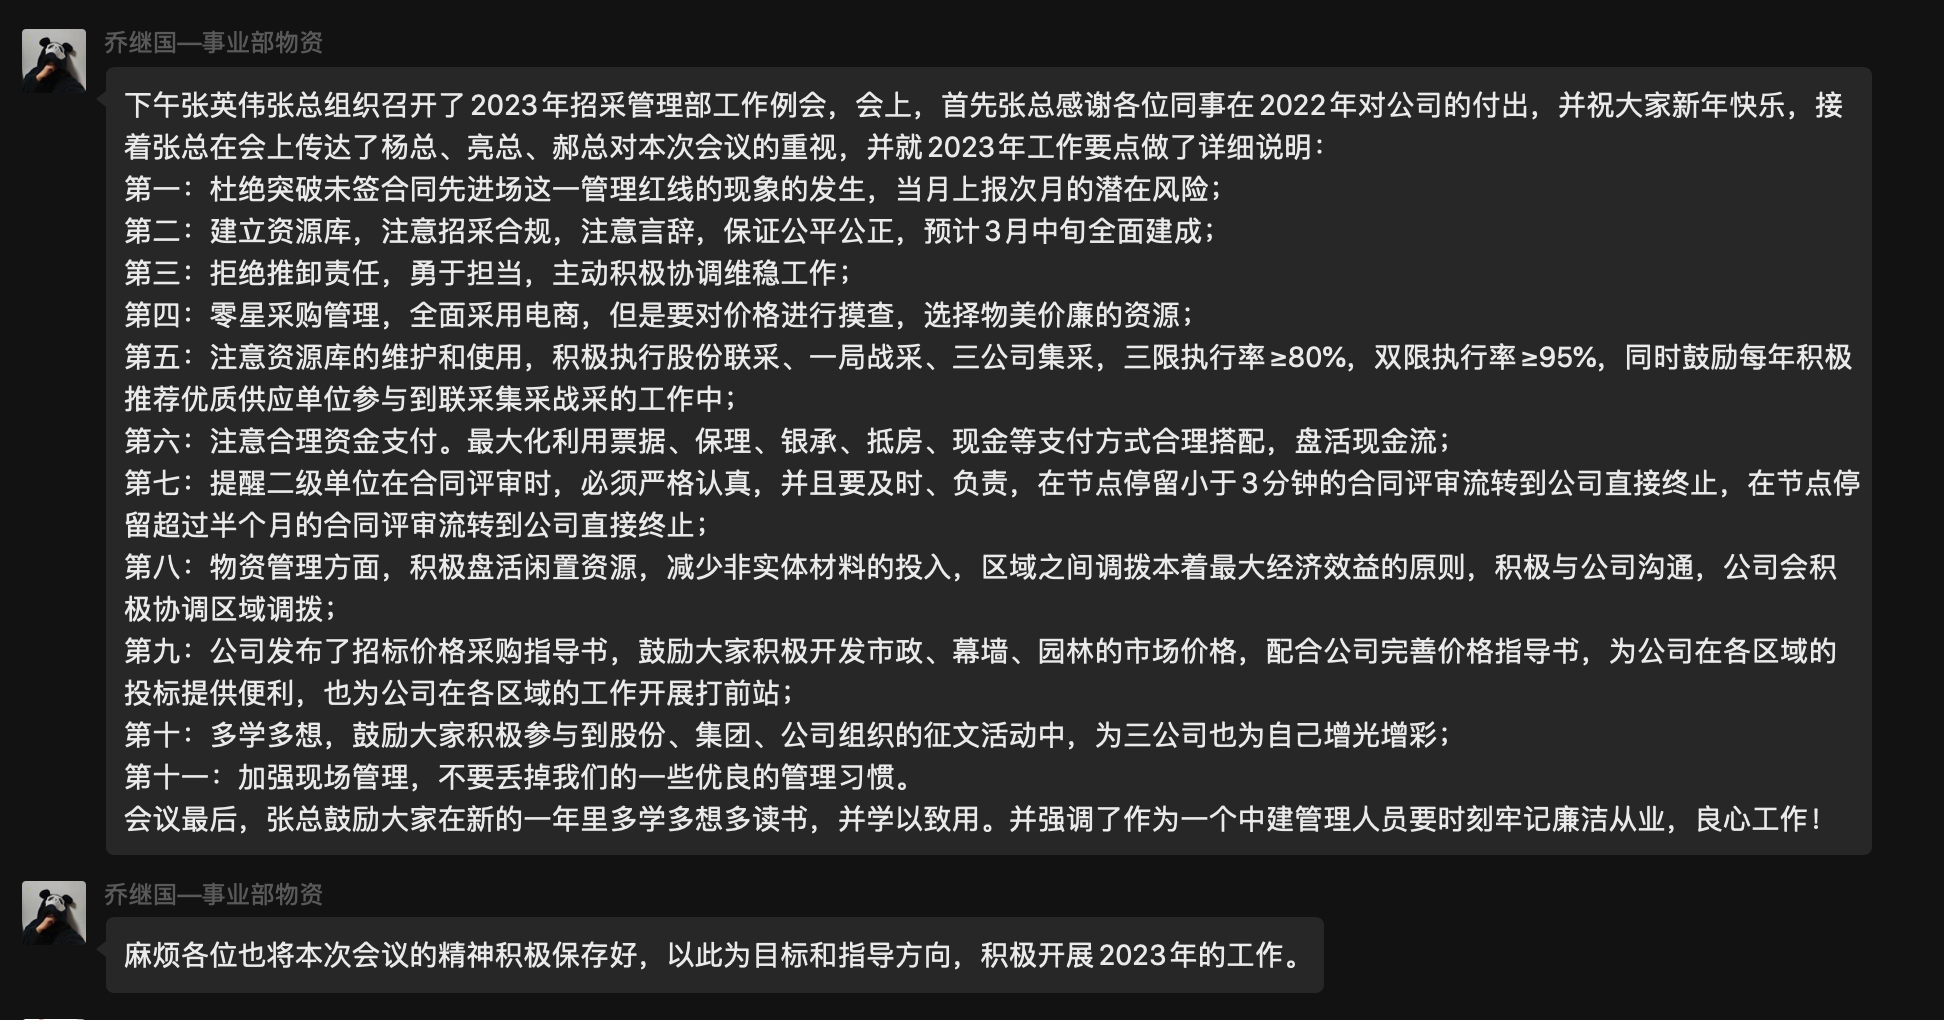 乔继国—事业部物资
下午张英伟张总组织召开了2023年招采管理部工作例会，会上，首先张总感谢各位同事在2022年对公司的付出，并祝大家新年快乐，接
着张总在会上传达了杨总、亮总、郝总对本次会议的重视，并就2023年工作要点做了详细说明：
第一：杜绝突破未签合同先进场这一管理红线的现象的发生，当月上报次月的潜在风险；
第二：建立资源库，注意招采合规，注意言辞，保证公平公正，预计3月中旬全面建成；
第三：拒绝推卸责任，勇于担当，主动积极协调维稳工作；
第四：零星采购管理，全面采用电商，但是要对价格进行摸查，选择物美价廉的资源；
第五：注意资源库的维护和使用，积极执行股份联采、一局战采、三公司集采，三限执行率≥80%，双限执行率≥95%，同时鼓励每年积极
推荐优质供应单位参与到联采集采战采的工作中；
第六：注意合理资金支付。最大化利用票据、保理、银承、抵房、现金等支付方式合理搭配，盘活现金流；
第七：提醒二级单位在合同评审时，必须严格认真，并且要及时、负责，在节点停留小于3分钟的合同评审流转到公司直接终止，在节点停
留超过半个月的合同评审流转到公司直接终止；
第八：物资管理方面，积极盘活闲置资源，减少非实体材料的投入，区域之间调拨本着最大经济效益的原则，积极与公司沟通，公司会积
极协调区域调拨；
第九：公司发布了招标价格采购指导书，鼓励大家积极开发市政、幕墙、园林的市场价格，配合公司完善价格指导书，为公司在各区域的
投标提供便利，也为公司在各区域的工作开展打前站；
第十：多学多想，鼓励大家积极参与到股份、集团、公司组织的征文活动中，为三公司也为自己增光增彩；
第十一：加强现场管理，不要丢掉我们的一些优良的管理习惯。
会议最后，张总鼓励大家在新的一年里多学多想多读书，并学以致用。并强调了作为一个中建管理人员要时刻牢记廉洁从业，良心工作！
乔继国—事业部物资
麻烦各位也将本次会议的精神积极保存好，以此为目标和指导方向，积极开展2023年的工作。